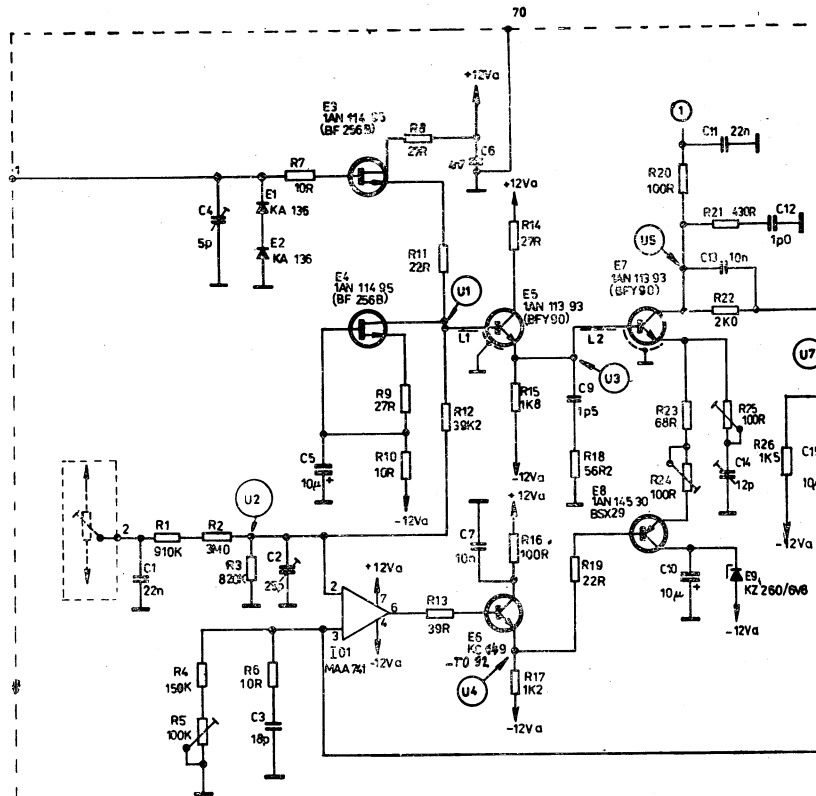 70
+12Va
E3
1AN 114 95
(BF 256B)
R8
27R
C6
4n7
1
C11
22n
R7
10R
+12Va
R20
100R
E1
KA 136
C4
5p
R14
27R
R21
430R
C12
1p0
E2
KA 136
R11
22R
U5
C13
10n
E4
1AN 114 95
(BF 256B)
U1
E5
1AN 113 93
(BFY90)
E7
1AN 113 93
(BFY90)
R22
2K0
L1
L2
U3
U7
R9
27R
R12
39K2
R15
1K8
C9
1p5
R23
68R
R25
100R
R26
1K5
C15
10μ
C5
10μ
+
R10
10R
R18
56R2
R24
100R
C14
12p
-12Va
-12Va
+12Va
E8
1AN 145 30
BSX29
-12Va
U2
2
R1
910K
R2
3M0
C7
10n
R16
100R
C1
22n
R3
820K
C2
25p
R19
22R
C10
10μ
+
E9
KZ 260/6V8
+12Va
2
7
6
3
4
R13
39R
-12Va
-12Va
IO1
MAA741
E6
KC
-TO 92
R4
150K
R6
10R
U4
R17
1K2
R5
100K
C3
18p
-12Va